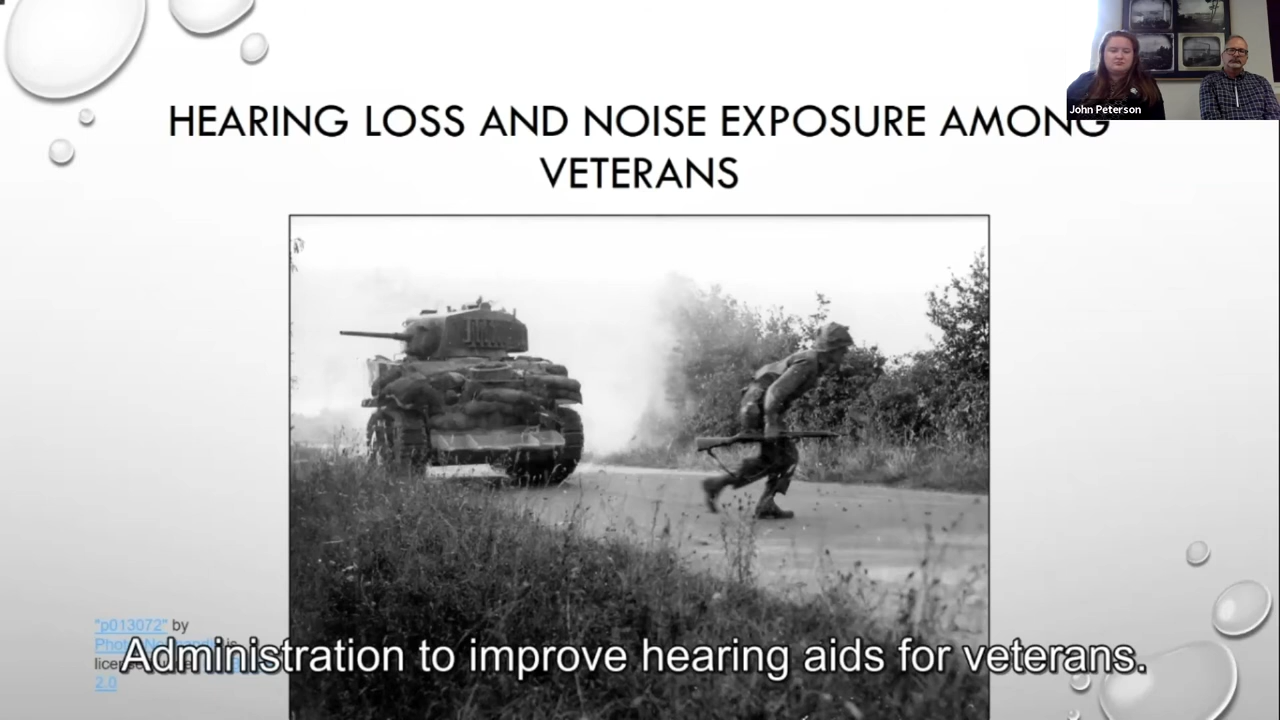 John Peterson
HEARING LOSS AND NOISE EXPOSURE AMONG
VETERANS
"p013072" by
Administration to improve hearing aids for veterans.
2.0